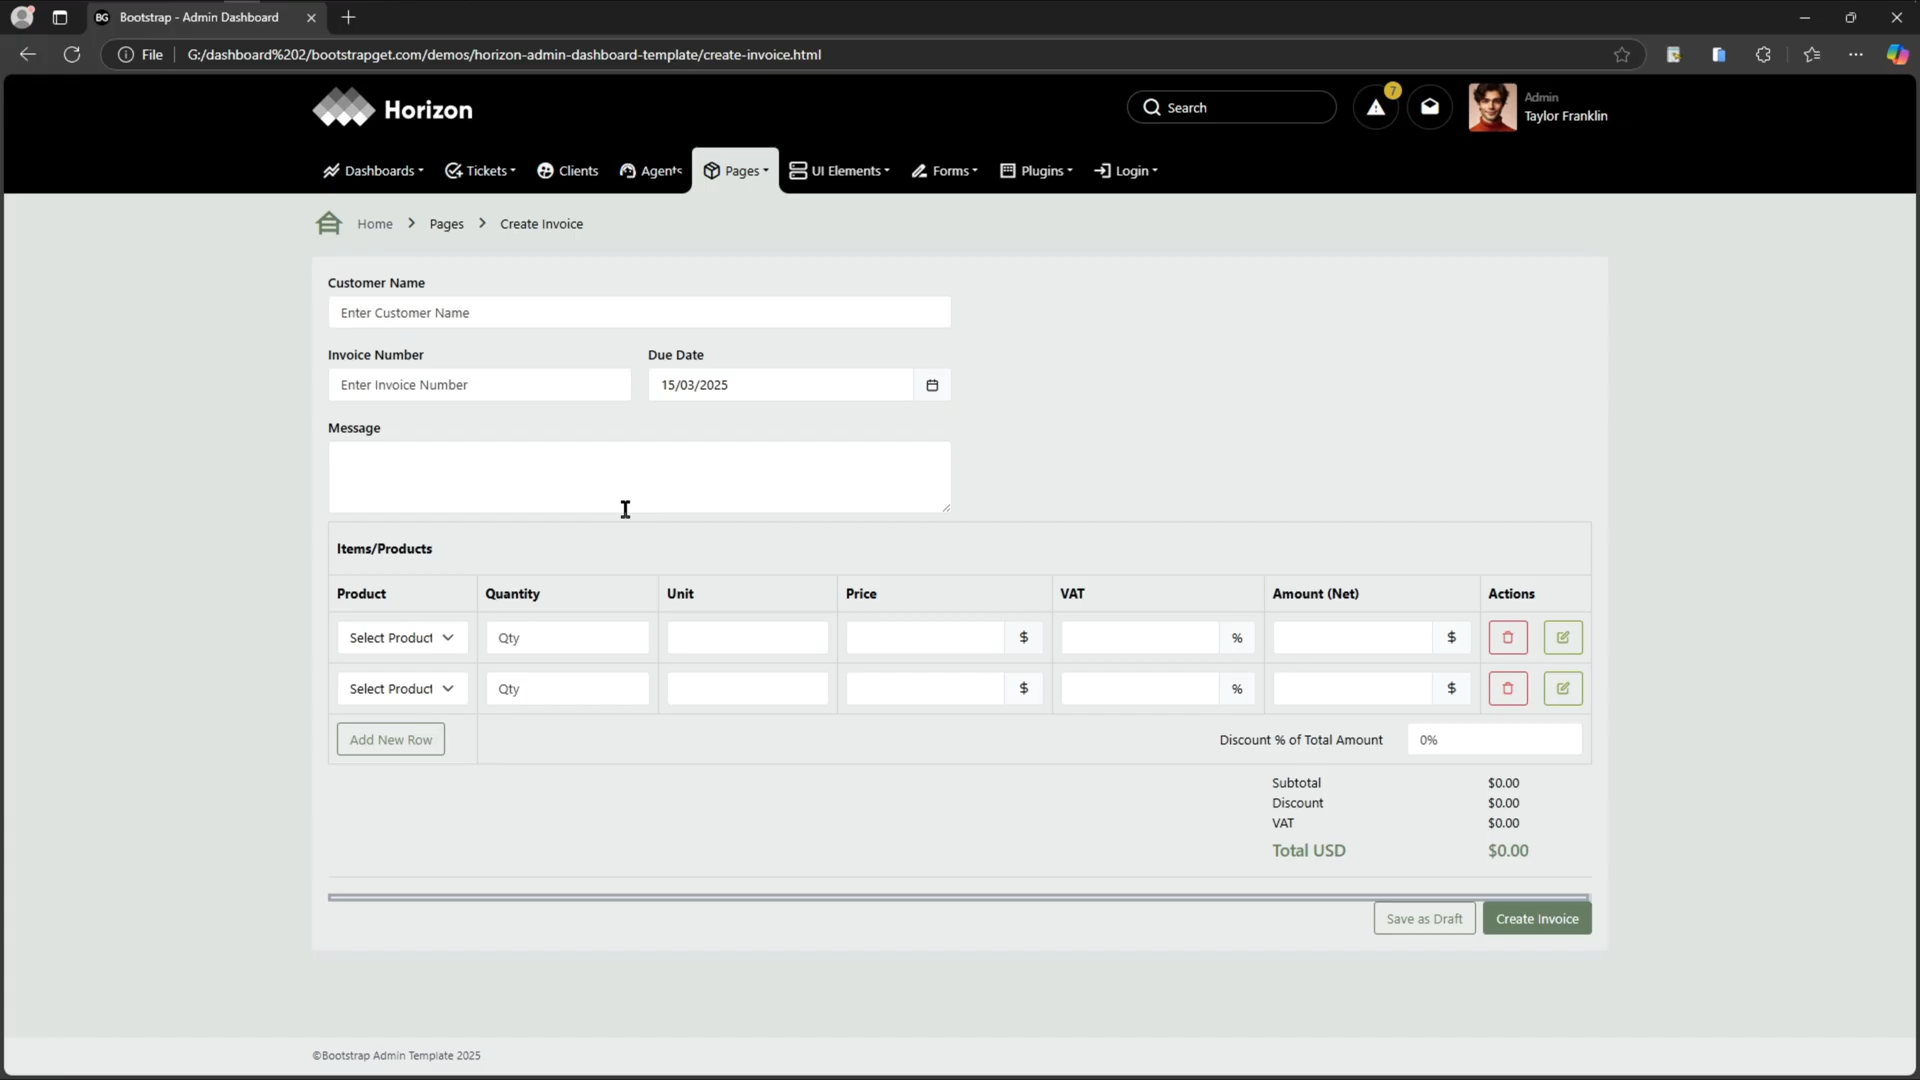 BG Bootstrap - Admin Dashboard
File G:/dashboard%202/bootstrapget.com/demos/horizon-admin-dashboard-template/create-invoice.html
Horizon
Search
7
Admin
Taylor Franklin
Dashboards Tickets Clients Agents Pages UI Elements Forms Plugins Login
Home > Pages > Create Invoice
Customer Name
Enter Customer Name
Invoice Number Due Date
Enter Invoice Number 15/03/2025
Message
Items/Products
Product Quantity Unit Price VAT Amount (Net) Actions
Select Product Qty $ % $
Select Product Qty $ % $
Add New Row Discount % of Total Amount 0%
Subtotal $0.00
Discount $0.00
VAT $0.00
Total USD $0.00
Save as Draft Create Invoice
©Bootstrap Admin Template 2025